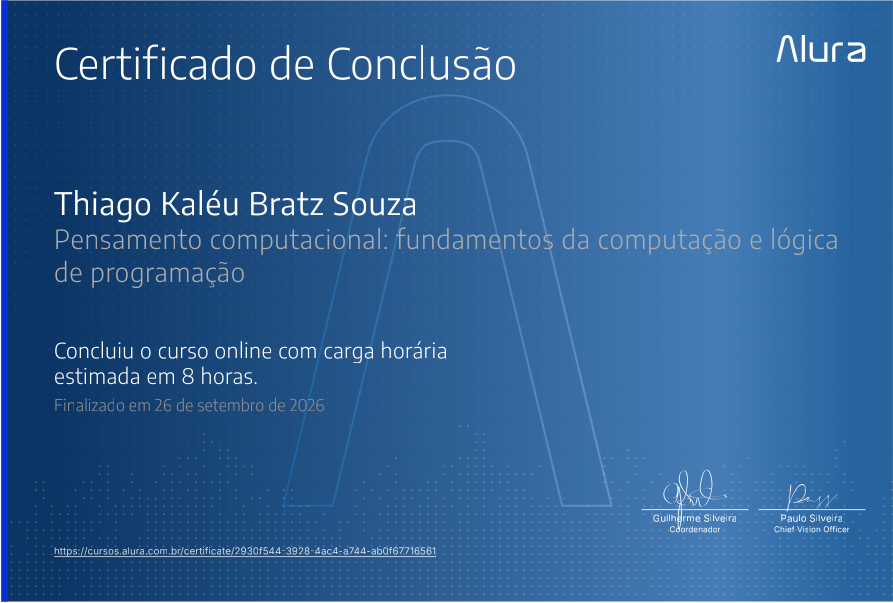 Certificado de Conclusão
Alura
Thiago Kaléu Bratz Souza
Pensamento computacional: fundamentos da computação e lógica
de programação
Concluiu o curso online com carga horária
estimada em 8 horas.
Finalizado em 26 de setembro de 2026
Guilherme Silveira
Coordenador
Paulo Silveira
Chief Vision Officer
https://cursos.alura.com.br/certificate/2930f544-3928-4ac4-a744-ab0f67716561